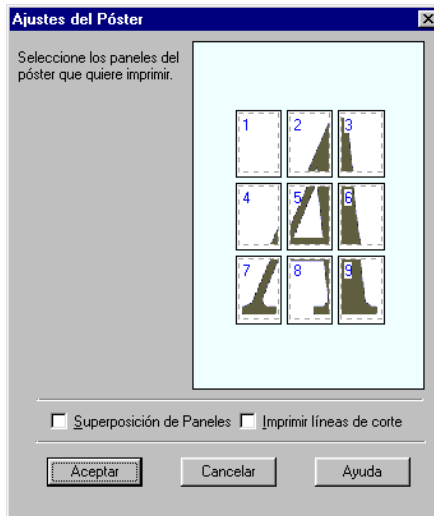 Ajustes del Póster
Seleccione los paneles del
póster que quiere imprimir.
1 2 3
4 5 6
7 8 9
Superposición de Paneles Imprimir líneas de corte
Aceptar Cancelar Ayuda